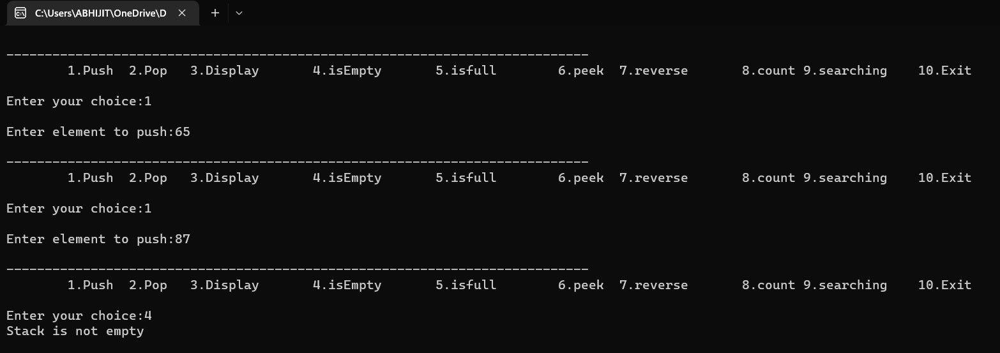 C:\Users\ABHIJIT\OneDrive\D
--------------------------------------------------------------------------------
1.Push 2.Pop 3.Display 4.isEmpty 5.isfull 6.peek 7.reverse 8.count 9.searching 10.Exit
Enter your choice:1
Enter element to push:65
--------------------------------------------------------------------------------
1.Push 2.Pop 3.Display 4.isEmpty 5.isfull 6.peek 7.reverse 8.count 9.searching 10.Exit
Enter your choice:1
Enter element to push:87
--------------------------------------------------------------------------------
1.Push 2.Pop 3.Display 4.isEmpty 5.isfull 6.peek 7.reverse 8.count 9.searching 10.Exit
Enter your choice:4
Stack is not empty